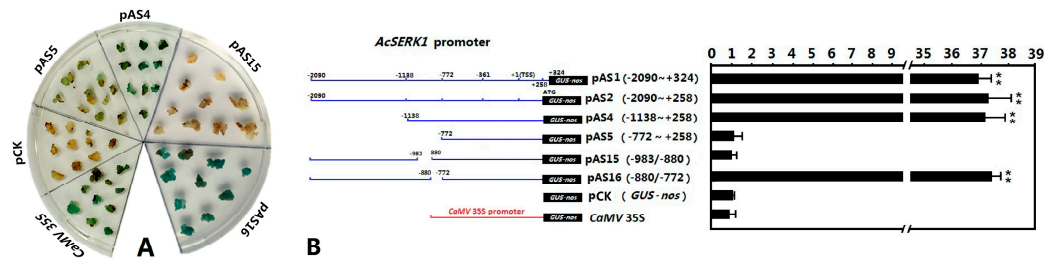 pAS4
pAS5
pAS15
pCK
CaMV 35S
pAS16
A
AcSERK1 promoter
-2090 -1138 -772 -361 +1(TSS) +324
+258 GUS-nos pAS1 (-2090~+324)
ATG
-2090 GUS-nos pAS2 (-2090~+258)
-1138 GUS-nos pAS4 (-1138~+258)
-772 GUS-nos pAS5 (-772~+258)
-983 880 GUS-nos pAS15 (-983/-880)
-880 -772 GUS-nos pAS16 (-880/-772)
GUS-nos pCK (GUS-nos)
CaMV 35S promoter GUS-nos CaMV 35S
B
0 1 2 3 4 5 6 7 8 9 35 36 37 38 39
**
**
**
**